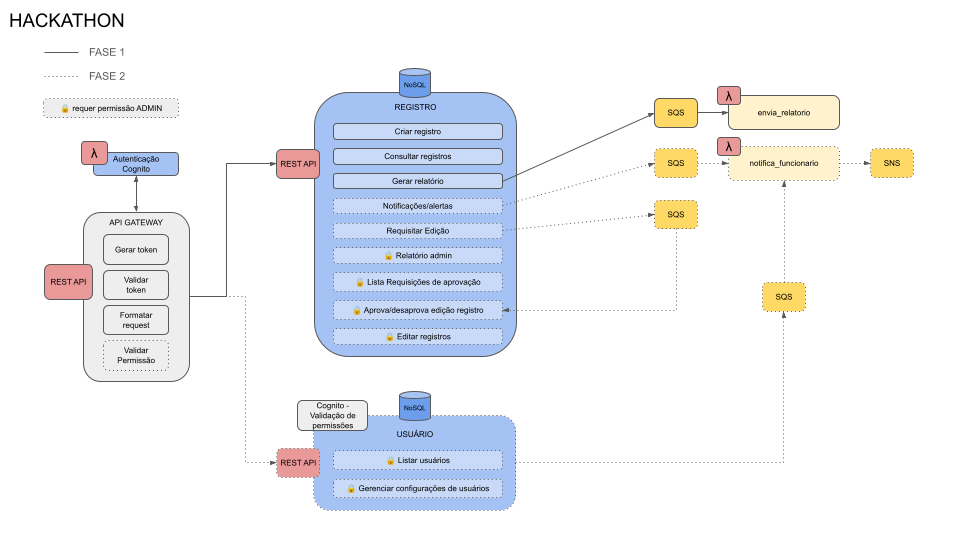 HACKATHON
FASE 1
FASE 2
🔒 requer permissão ADMIN
λ
Autenticação
Cognito
API GATEWAY
Gerar token
REST API
Validar
token
Formatar
request
Validar
Permissão
NoSQL
REGISTRO
REST API
Criar registro
Consultar registros
Gerar relatório
Notificações/alertas
Requisitar Edição
🔒 Relatório admin
🔒 Lista Requisições de aprovação
🔒 Aprova/desaprova edição registro
🔒 Editar registros
SQS
λ
envia_relatorio
SQS
λ
notifica_funcionario
SNS
SQS
SQS
NoSQL
Cognito -
Validação de
permissões
USUÁRIO
REST API
🔒 Listar usuários
🔒 Gerenciar configurações de usuários